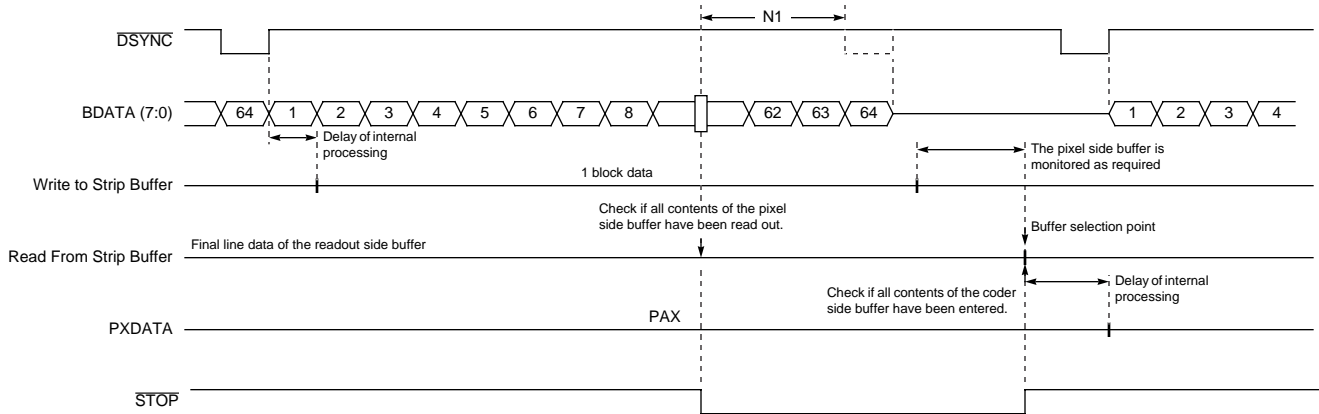 N1
DSYNC
BDATA (7:0)
64 1 2 3 4 5 6 7 8 62 63 64 1 2 3 4
Delay of internal
processing
The pixel side buffer is
monitored as required
Write to Strip Buffer
1 block data
Check if all contents of the pixel
side buffer have been read out.
Buffer selection point
Final line data of the readout side buffer
Read From Strip Buffer
Check if all contents of the coder
side buffer have been entered.
Delay of internal
processing
PAX
PXDATA
STOP